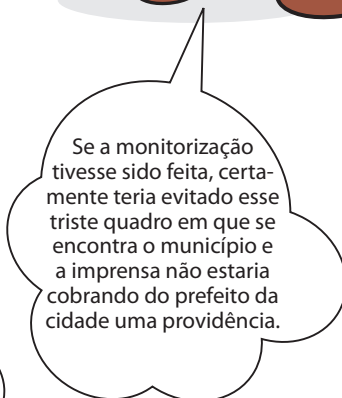 Se a monitorização
tivesse sido feita, certa-
mente teria evitado esse
triste quadro em que se
encontra o município e
a imprensa não estaria
cobrando do prefeito da
cidade uma providência.